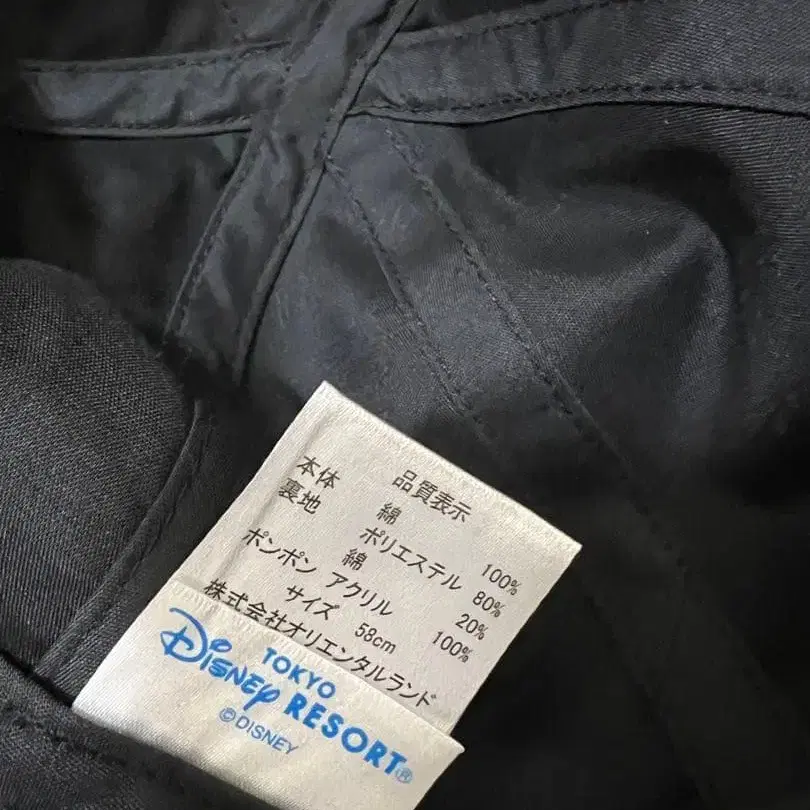 品質表示
本体 綿 100%
裏地 ポリエステル 80%
綿 20%
ポンポン アクリル 100%
サイズ 58cm
株式会社オリエンタルランド
TOKYO
Disney RESORT®
©DISNEY